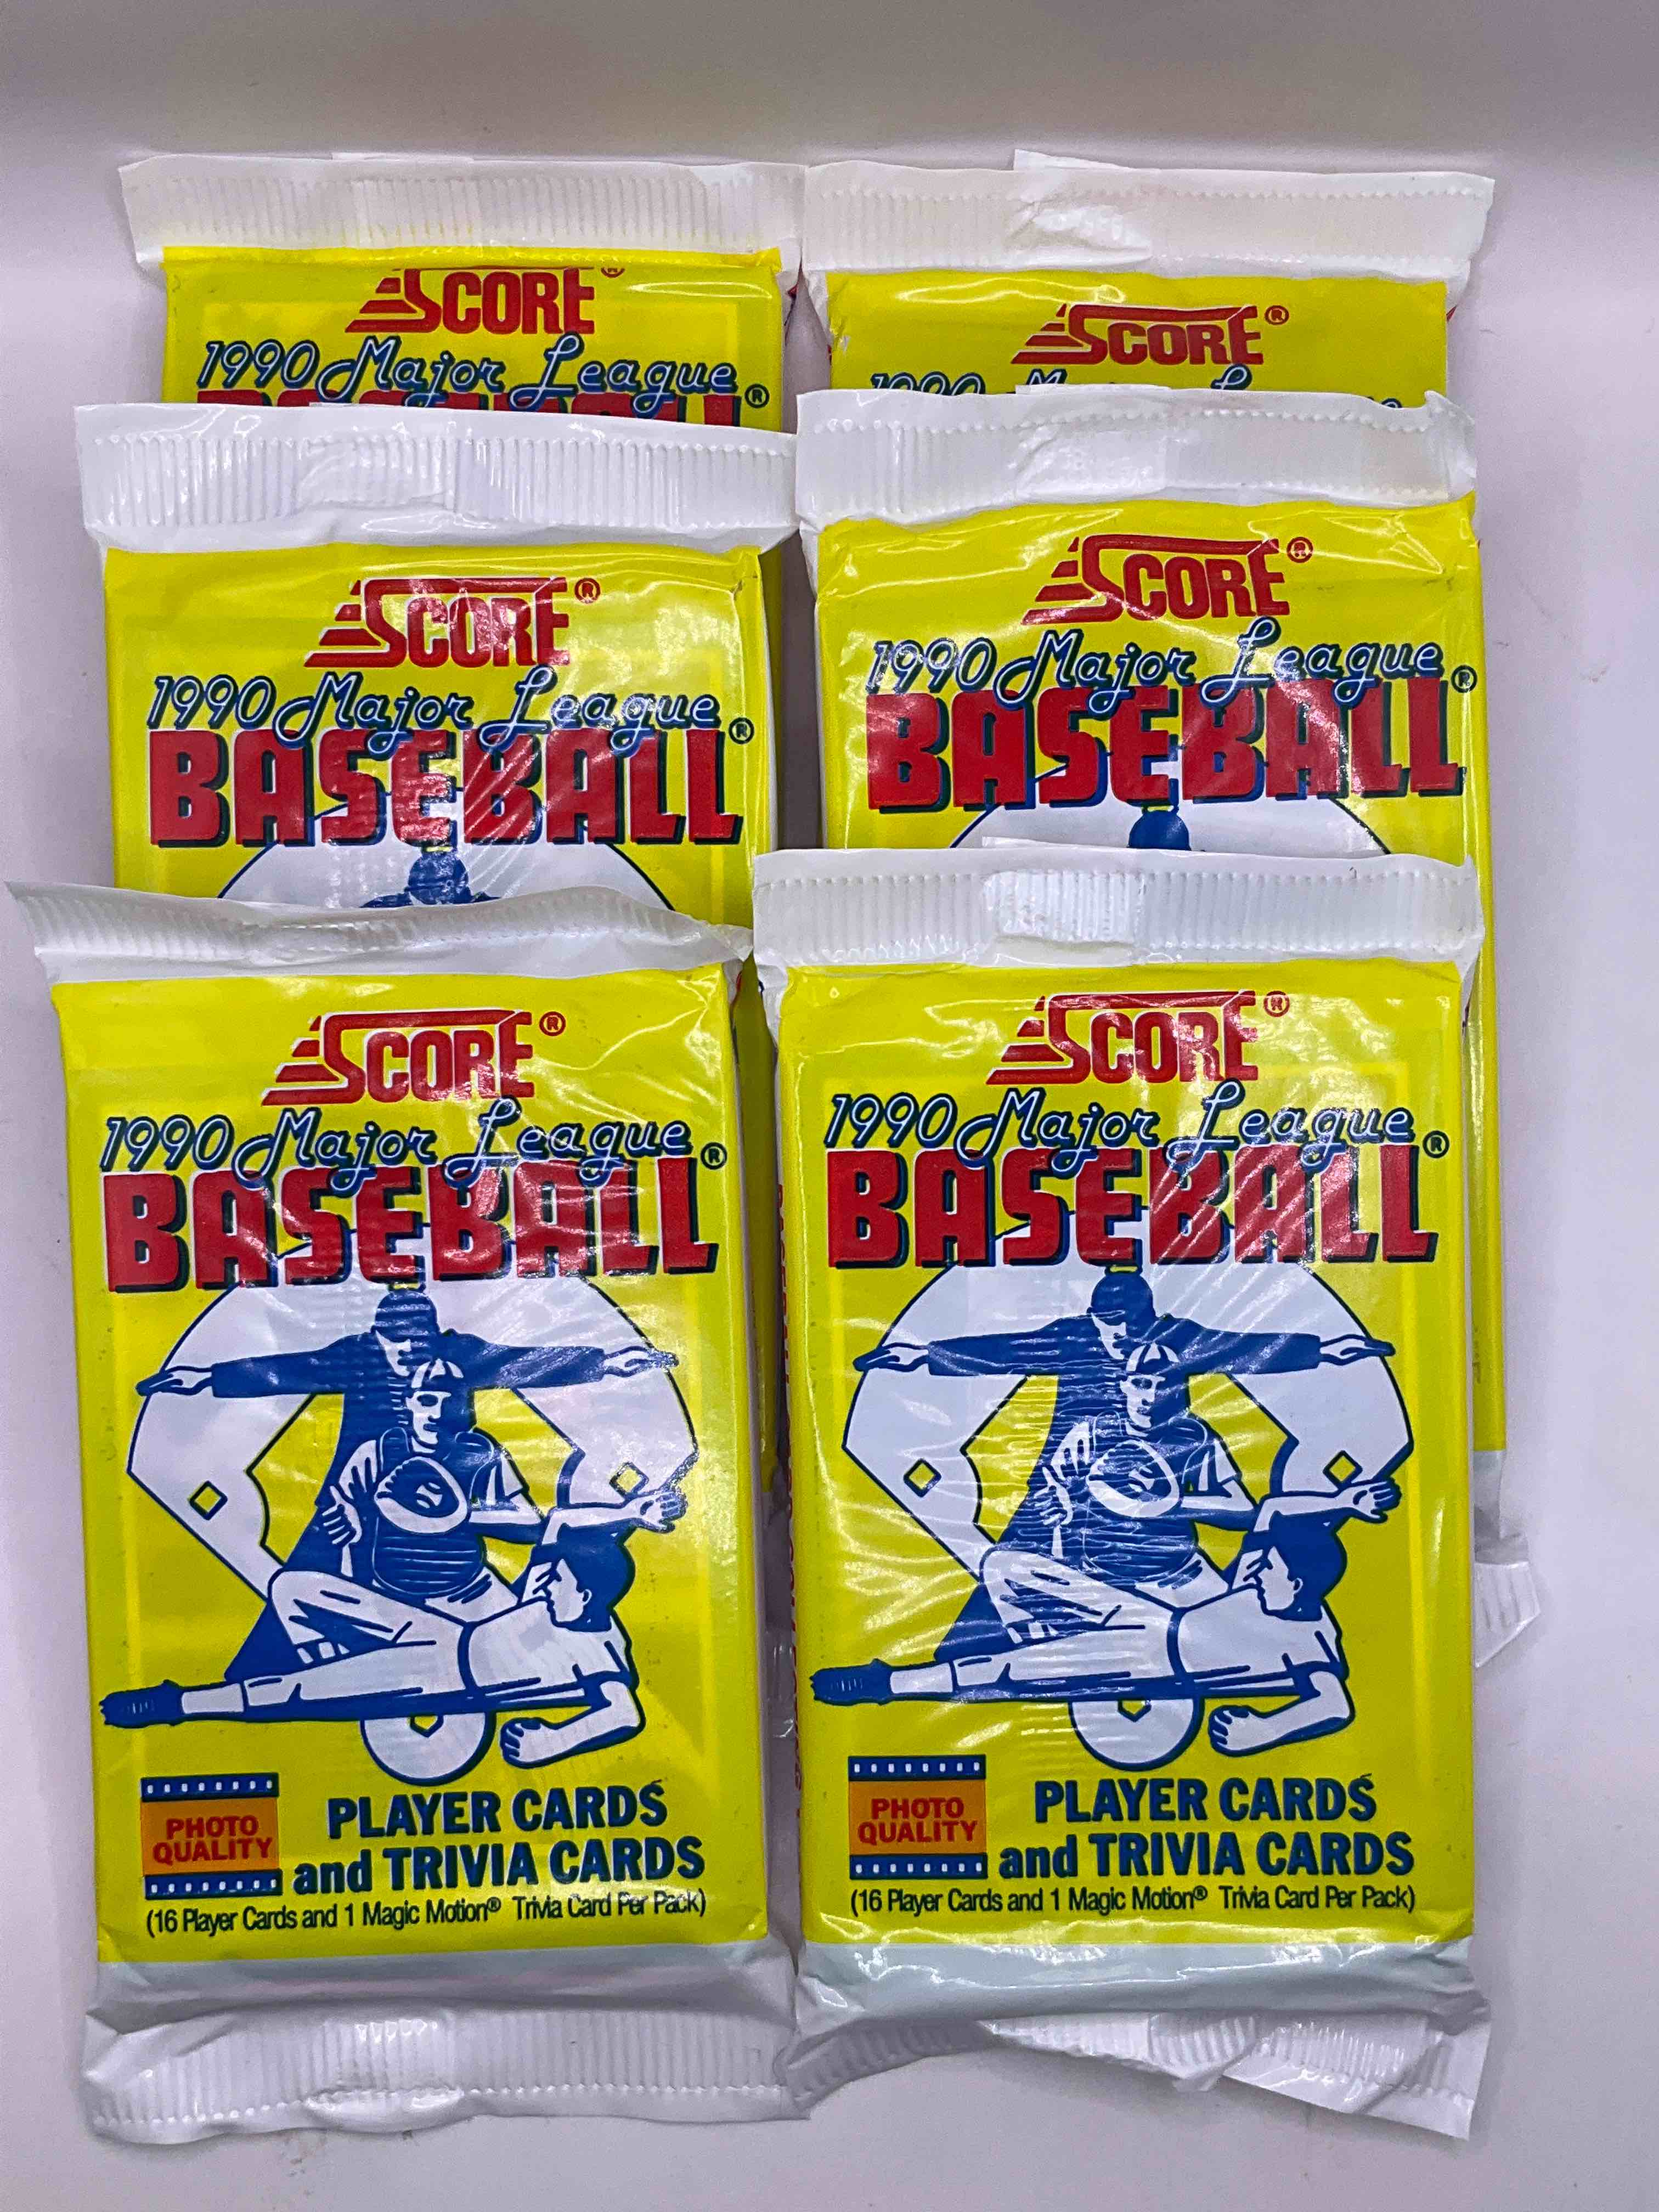 SCORE®
1990 Major League
BASEBALL®
SCORE®
1990 Major League
SCORE®
1990 Major League®
BASEBALL
SCORE®
1990 Major League®
BASEBALL
SCORE®
1990 Major League
BASEBALL®
PHOTO
QUALITY
PLAYER CARDS
and TRIVIA CARDS
(16 Player Cards and 1 Magic Motion® Trivia Card Per Pack)
SCORE®
1990 Major League
BASEBALL®
PHOTO
QUALITY
PLAYER CARDS
and TRIVIA CARDS
(16 Player Cards and 1 Magic Motion® Trivia Card Per Pack)